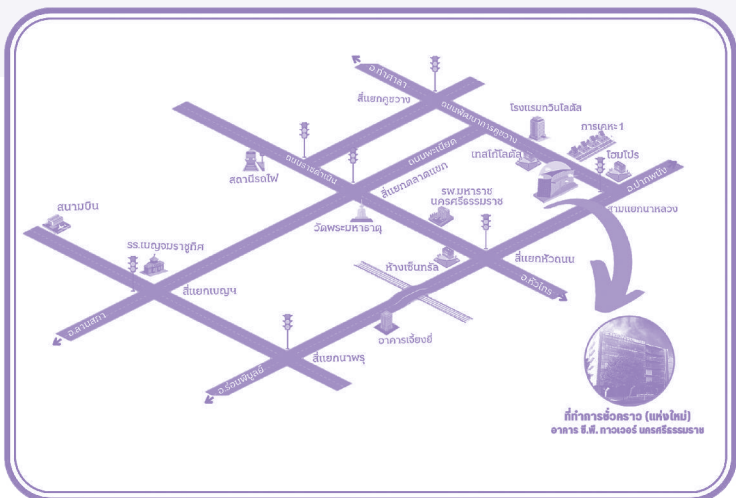 อ.ท่าศาลา
สี่แยกคูขวาง
โรงแรมทวินโลตัส
ถนนพัฒนาการคูขวาง
การเคหะ1
ถนนราชดำเนิน
ถนนพะเนียด
เทสโก้โลตัส
โฮมโปร
สถานีรถไฟ
สี่แยกตลาดแขก
อ.ปากพนัง
สนามบิน
รพ.มหาราช
นครศรีธรรมราช
สามแยกนาหลวง
วัดพระมหาธาตุ
รร.เบญจมราชูทิศ
ห้างเซ็นทรัล
สี่แยกหัวถนน
อ.หัวไทร
สี่แยกเบญฯ
อ.ลานสกา
อาคารเจี้ยงยี่
สี่แยกนาพรุ
อ.ร่อนพิบูลย์
ที่ทำการชั่วคราว (แห่งใหม่)
อาคาร ซี.พี. ทาวเวอร์ นครศรีธรรมราช